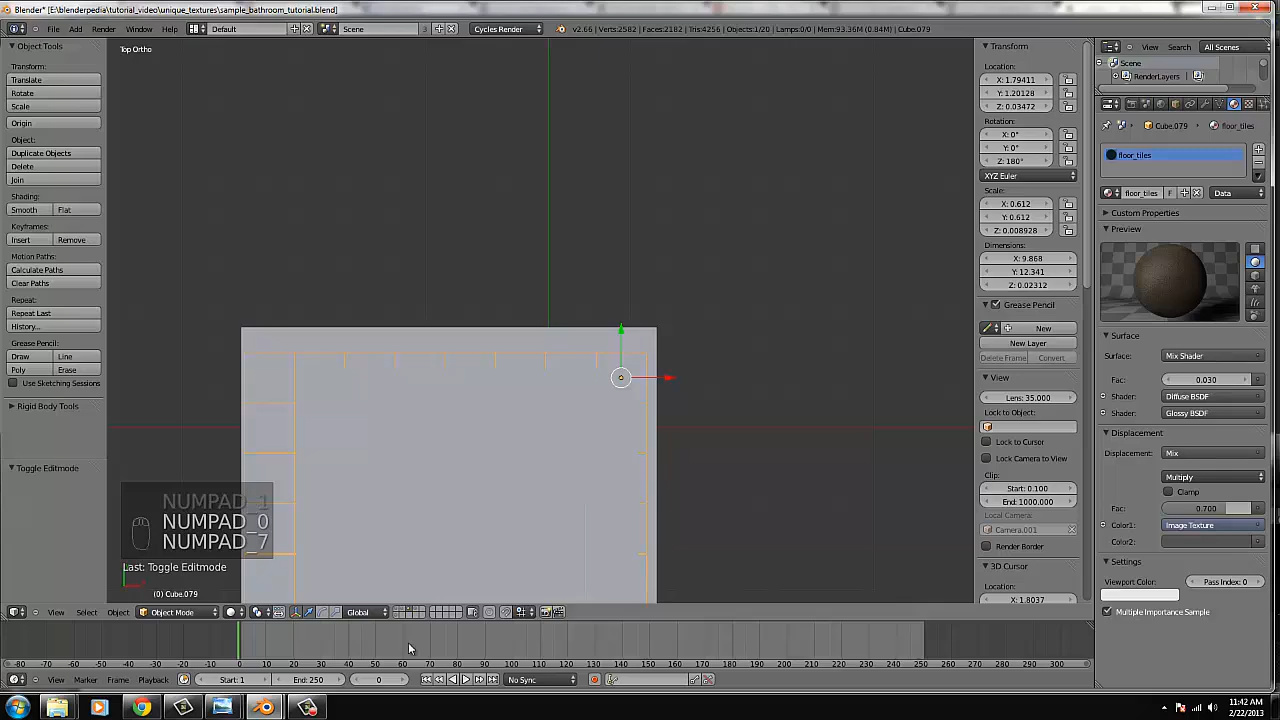 Blender* [E:\blenderpedia\tutorial_video\unique_textures\sample_bathroom_tutorial.blend]
File Add Render Window Help Default Scene 3 Cycles Render v2.66 | Verts:2582 | Faces:2182 | Tris:4256 | Objects:1/20 | Lamps:0/0 | Mem:93.36M (0.84M) | Cube.079
View Search All Scenes
Object Tools
Top Ortho
Transform:
Translate
Rotate
Scale
Origin
Object:
Duplicate Objects
Delete
Join
Shading:
Smooth Flat
Keyframes:
Insert Remove
Motion Paths:
Calculate Paths
Clear Paths
Repeat:
Repeat Last
History...
Grease Pencil:
Draw Line
Poly Erase
Use Sketching Sessions
Rigid Body Tools
Toggle Editmode
NUMPAD_1
NUMPAD_0
NUMPAD_7
Last: Toggle Editmode
(0) Cube.079
Transform
Location:
X: 1.79411
Y: 1.20128
Z: 0.03472
Rotation:
X: 0°
Y: 0°
Z: 180°
XYZ Euler
Scale:
X: 0.612
Y: 0.612
Z: 0.008928
Dimensions:
X: 9.868
Y: 12.341
Z: 0.02312
Grease Pencil
New
New Layer
Delete Frame Convert
View
Lens: 35.000
Lock to Object:
Lock to Cursor
Lock Camera to View
Clip:
Start: 0.100
End: 1000.000
Local Camera:
Camera.001
Render Border
3D Cursor
Location:
X: 1.8037
Scene
RenderLayers
Cube.079 floor_tiles
floor_tiles
floor_tiles F Data
Custom Properties
Preview
Surface
Surface: Mix Shader
Fac: 0.030
Shader: Diffuse BSDF
Shader: Glossy BSDF
Displacement
Displacement: Mix
Multiply
Clamp
Fac: 0.700
Color1: Image Texture
Color2:
Settings
Viewport Color: Pass Index: 0
Multiple Importance Sample
View Select Object Object Mode Global
-80 -70 -60 -50 -40 -30 -20 -10 0 10 20 30 40 50 60 70 80 90 100 110 120 130 140 150 160 170 180 190 200 210 220 230 240 250 260 270 280 290 300
View Marker Frame Playback Start: 1 End: 250 0 No Sync
11:42 AM
2/22/2013